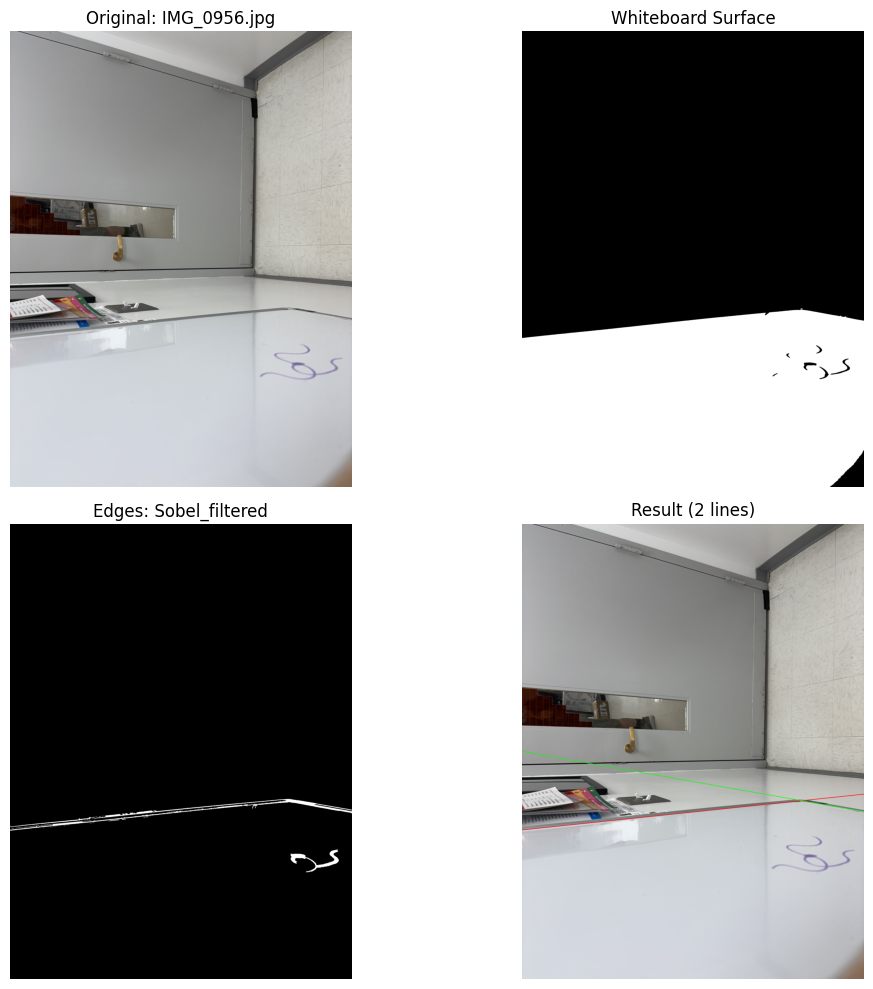 Original: IMG_0956.jpg
Whiteboard Surface
Edges: Sobel_filtered
Result (2 lines)